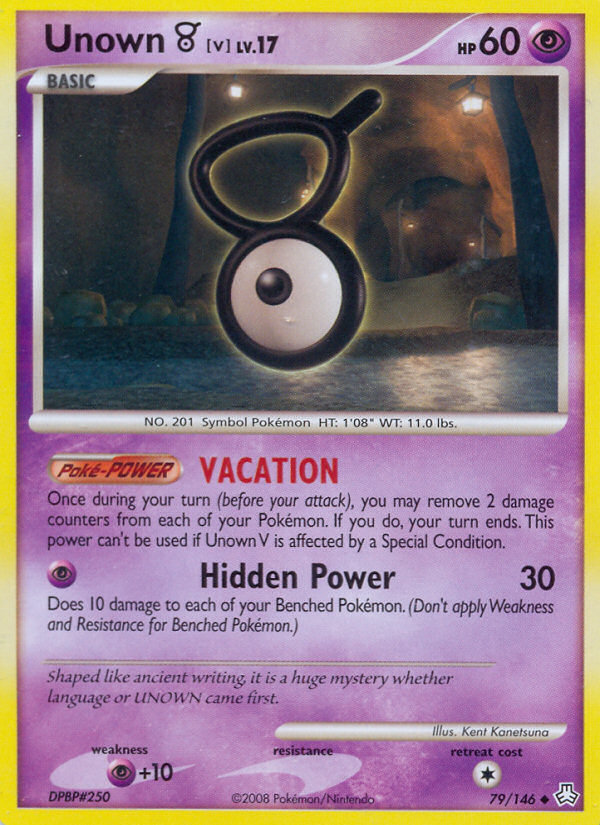 Unown V [V] LV.17 HP 60
BASIC
NO. 201 Symbol Pokémon HT: 1'08" WT: 11.0 lbs.
Poké-POWER VACATION
Once during your turn (before your attack), you may remove 2 damage
counters from each of your Pokémon. If you do, your turn ends. This
power can't be used if Unown V is affected by a Special Condition.
Hidden Power 30
Does 10 damage to each of your Benched Pokémon. (Don't apply Weakness
and Resistance for Benched Pokémon.)
Shaped like ancient writing, it is a huge mystery whether
language or UNOWN came first.
Illus. Kent Kanetsuna
weakness resistance retreat cost
+10
DPBP#250 ©2008 Pokémon/Nintendo 79/146